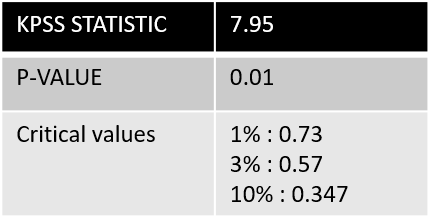 KPSS STATISTIC 7.95
P-VALUE 0.01
Critical values 1% : 0.73
3% : 0.57
10% : 0.347